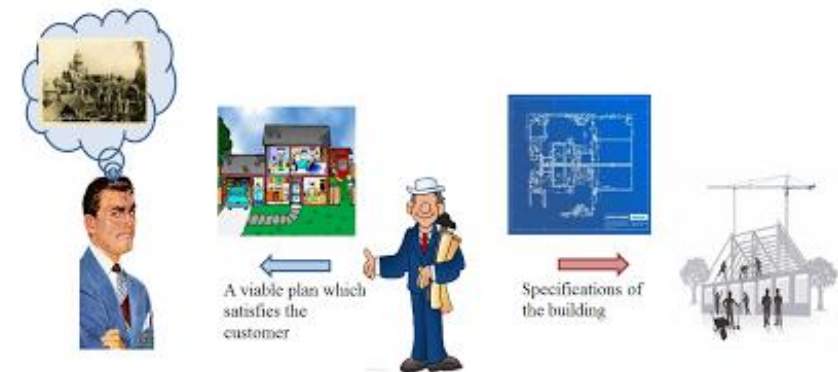 A viable plan which
satisfies the
customer
Specifications of
the building